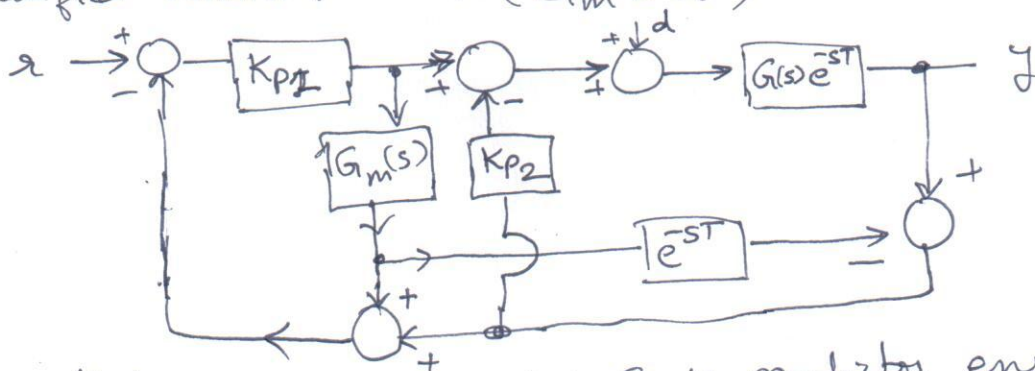 r + - Kp1 + - + + d G(s)e^-ST y
Gm(s) Kp2 +
e^-ST -
+ +